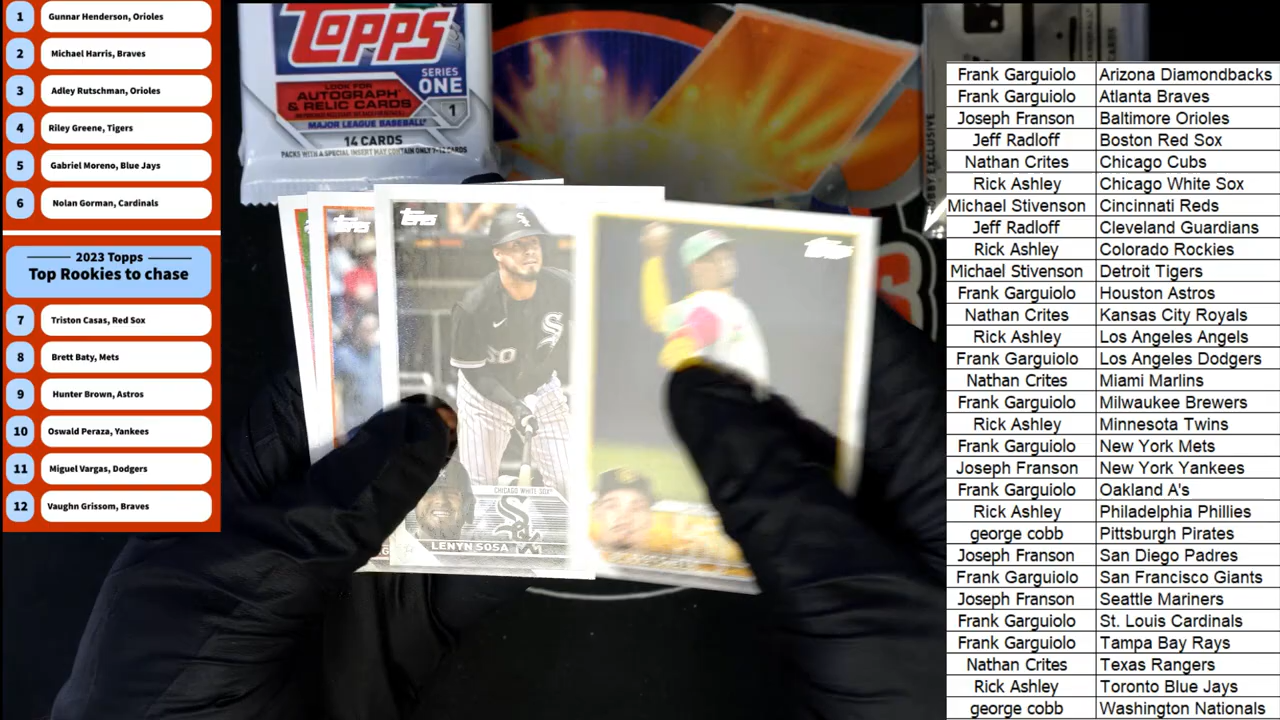 1 Gunnar Henderson, Orioles
2 Michael Harris, Braves
3 Adley Rutschman, Orioles
4 Riley Greene, Tigers
5 Gabriel Moreno, Blue Jays
6 Nolan Gorman, Cardinals
2023 Topps
Top Rookies to chase
7 Triston Casas, Red Sox
8 Brett Baty, Mets
9 Hunter Brown, Astros
10 Oswald Peraza, Yankees
11 Miguel Vargas, Dodgers
12 Vaughn Grissom, Braves
TOPPS
SERIES
ONE
1
LOOK FOR
AUTOGRAPH
& RELIC CARDS
MAJOR LEAGUE BASEBALL
14 CARDS
topps
topps
CHICAGO WHITE SOX
LENYN SOSA
Frank Garguiolo Arizona Diamondbacks
Frank Garguiolo Atlanta Braves
Joseph Franson Baltimore Orioles
Jeff Radloff Boston Red Sox
Nathan Crites Chicago Cubs
Rick Ashley Chicago White Sox
Michael Stivenson Cincinnati Reds
Jeff Radloff Cleveland Guardians
Rick Ashley Colorado Rockies
Michael Stivenson Detroit Tigers
Frank Garguiolo Houston Astros
Nathan Crites Kansas City Royals
Rick Ashley Los Angeles Angels
Frank Garguiolo Los Angeles Dodgers
Nathan Crites Miami Marlins
Frank Garguiolo Milwaukee Brewers
Rick Ashley Minnesota Twins
Frank Garguiolo New York Mets
Joseph Franson New York Yankees
Frank Garguiolo Oakland A's
Rick Ashley Philadelphia Phillies
george cobb Pittsburgh Pirates
Joseph Franson San Diego Padres
Frank Garguiolo San Francisco Giants
Joseph Franson Seattle Mariners
Frank Garguiolo St. Louis Cardinals
Frank Garguiolo Tampa Bay Rays
Nathan Crites Texas Rangers
Rick Ashley Toronto Blue Jays
george cobb Washington Nationals